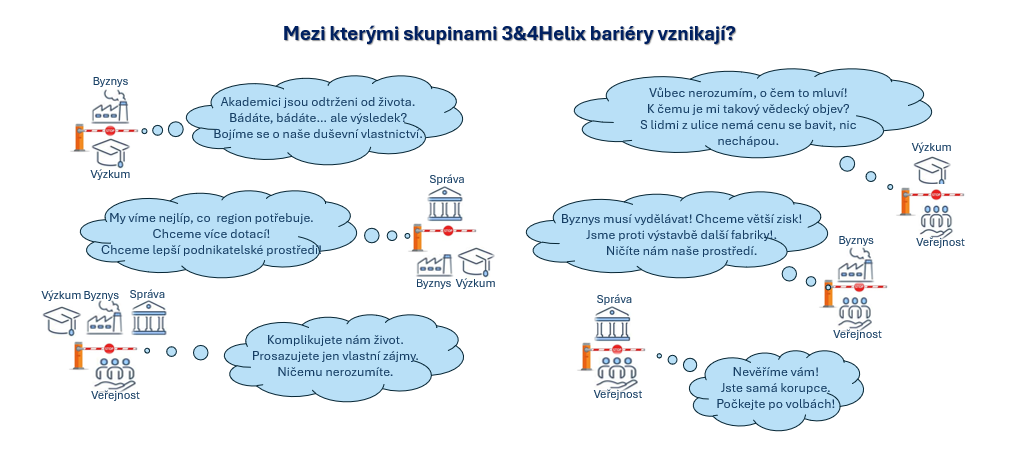 Mezi kterými skupinami 3&4Helix bariéry vznikají?
Byznys
Výzkum
Akademici jsou odtrženi od života.
Bádáte, bádáte... ale výsledek?
Bojíme se o naše duševní vlastnictví.
Vůbec nerozumím, o čem to mluví!
K čemu je mi takový vědecký objev?
S lidmi z ulice nemá cenu se bavit, nic
nechápou.
Výzkum
Veřejnost
My víme nejlíp, co region potřebuje.
Chceme více dotací!
Chceme lepší podnikatelské prostředí!
Správa
Byznys Výzkum
Byznys musí vydělávat! Chceme větší zisk!
Jsme proti výstavbě další fabriky!
Ničíte nám naše prostředí.
Byznys
Veřejnost
Výzkum Byznys Správa
Veřejnost
Komplikujete nám život.
Prosazujete jen vlastní zájmy.
Ničemu nerozumíte.
Správa
Veřejnost
Nevěříme vám!
Jste samá korupce.
Počkejte po volbách!